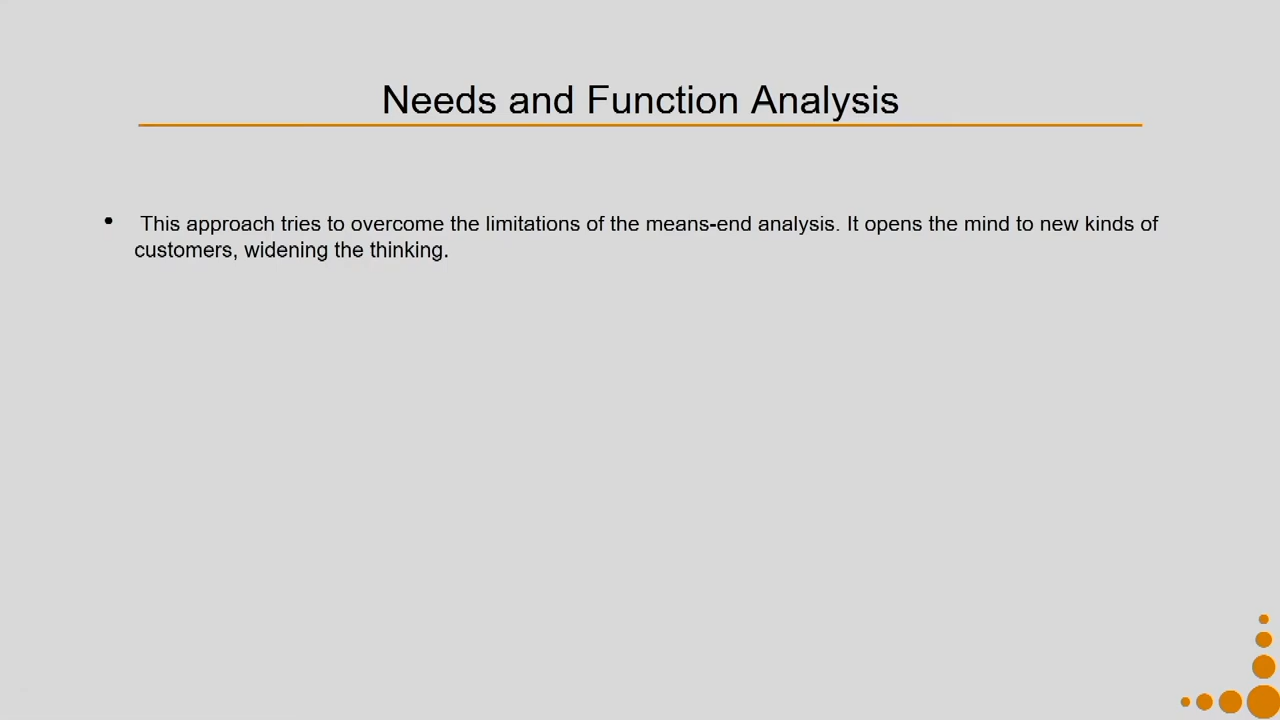 Needs and Function Analysis
• This approach tries to overcome the limitations of the means-end analysis. It opens the mind to new kinds of
customers, widening the thinking.